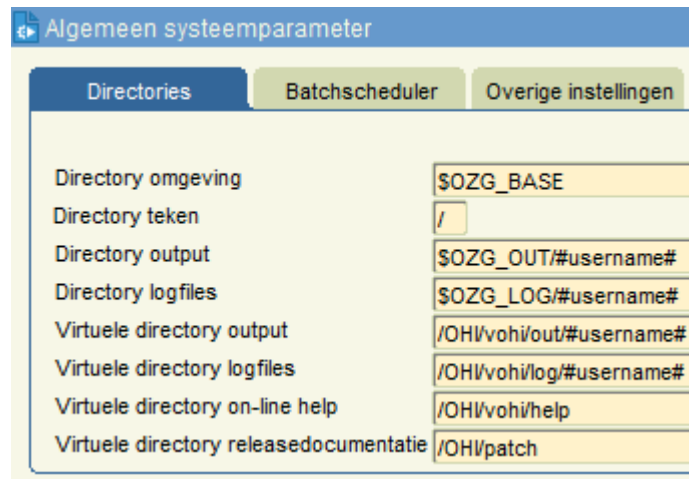 Algemeen systeemparameter
Directories Batchscheduler Overige instellingen
Directory omgeving $OZG_BASE
Directory teken /
Directory output $OZG_OUT/#username#
Directory logfiles $OZG_LOG/#username#
Virtuele directory output /OHI/vohi/out/#username#
Virtuele directory logfiles /OHI/vohi/log/#username#
Virtuele directory on-line help /OHI/vohi/help
Virtuele directory releasedocumentatie /OHI/patch